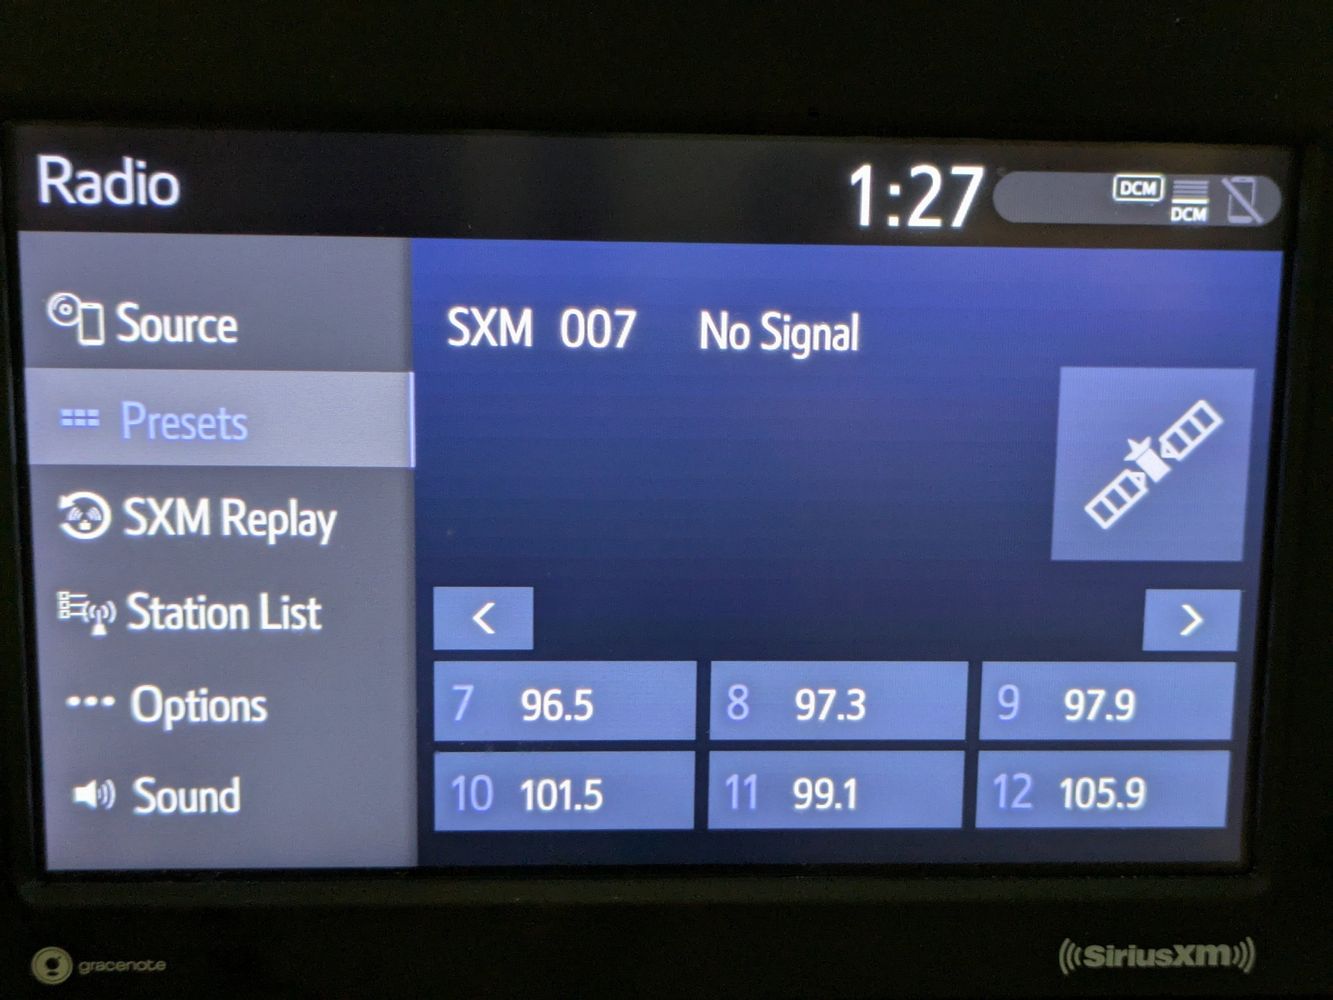 Radio
1:27
DCM
DCM
Source
Presets
SXM Replay
Station List
Options
Sound
SXM 007 No Signal
<
>
7 96.5
8 97.3
9 97.9
10 101.5
11 99.1
12 105.9
gracenote
((SiriusXM))